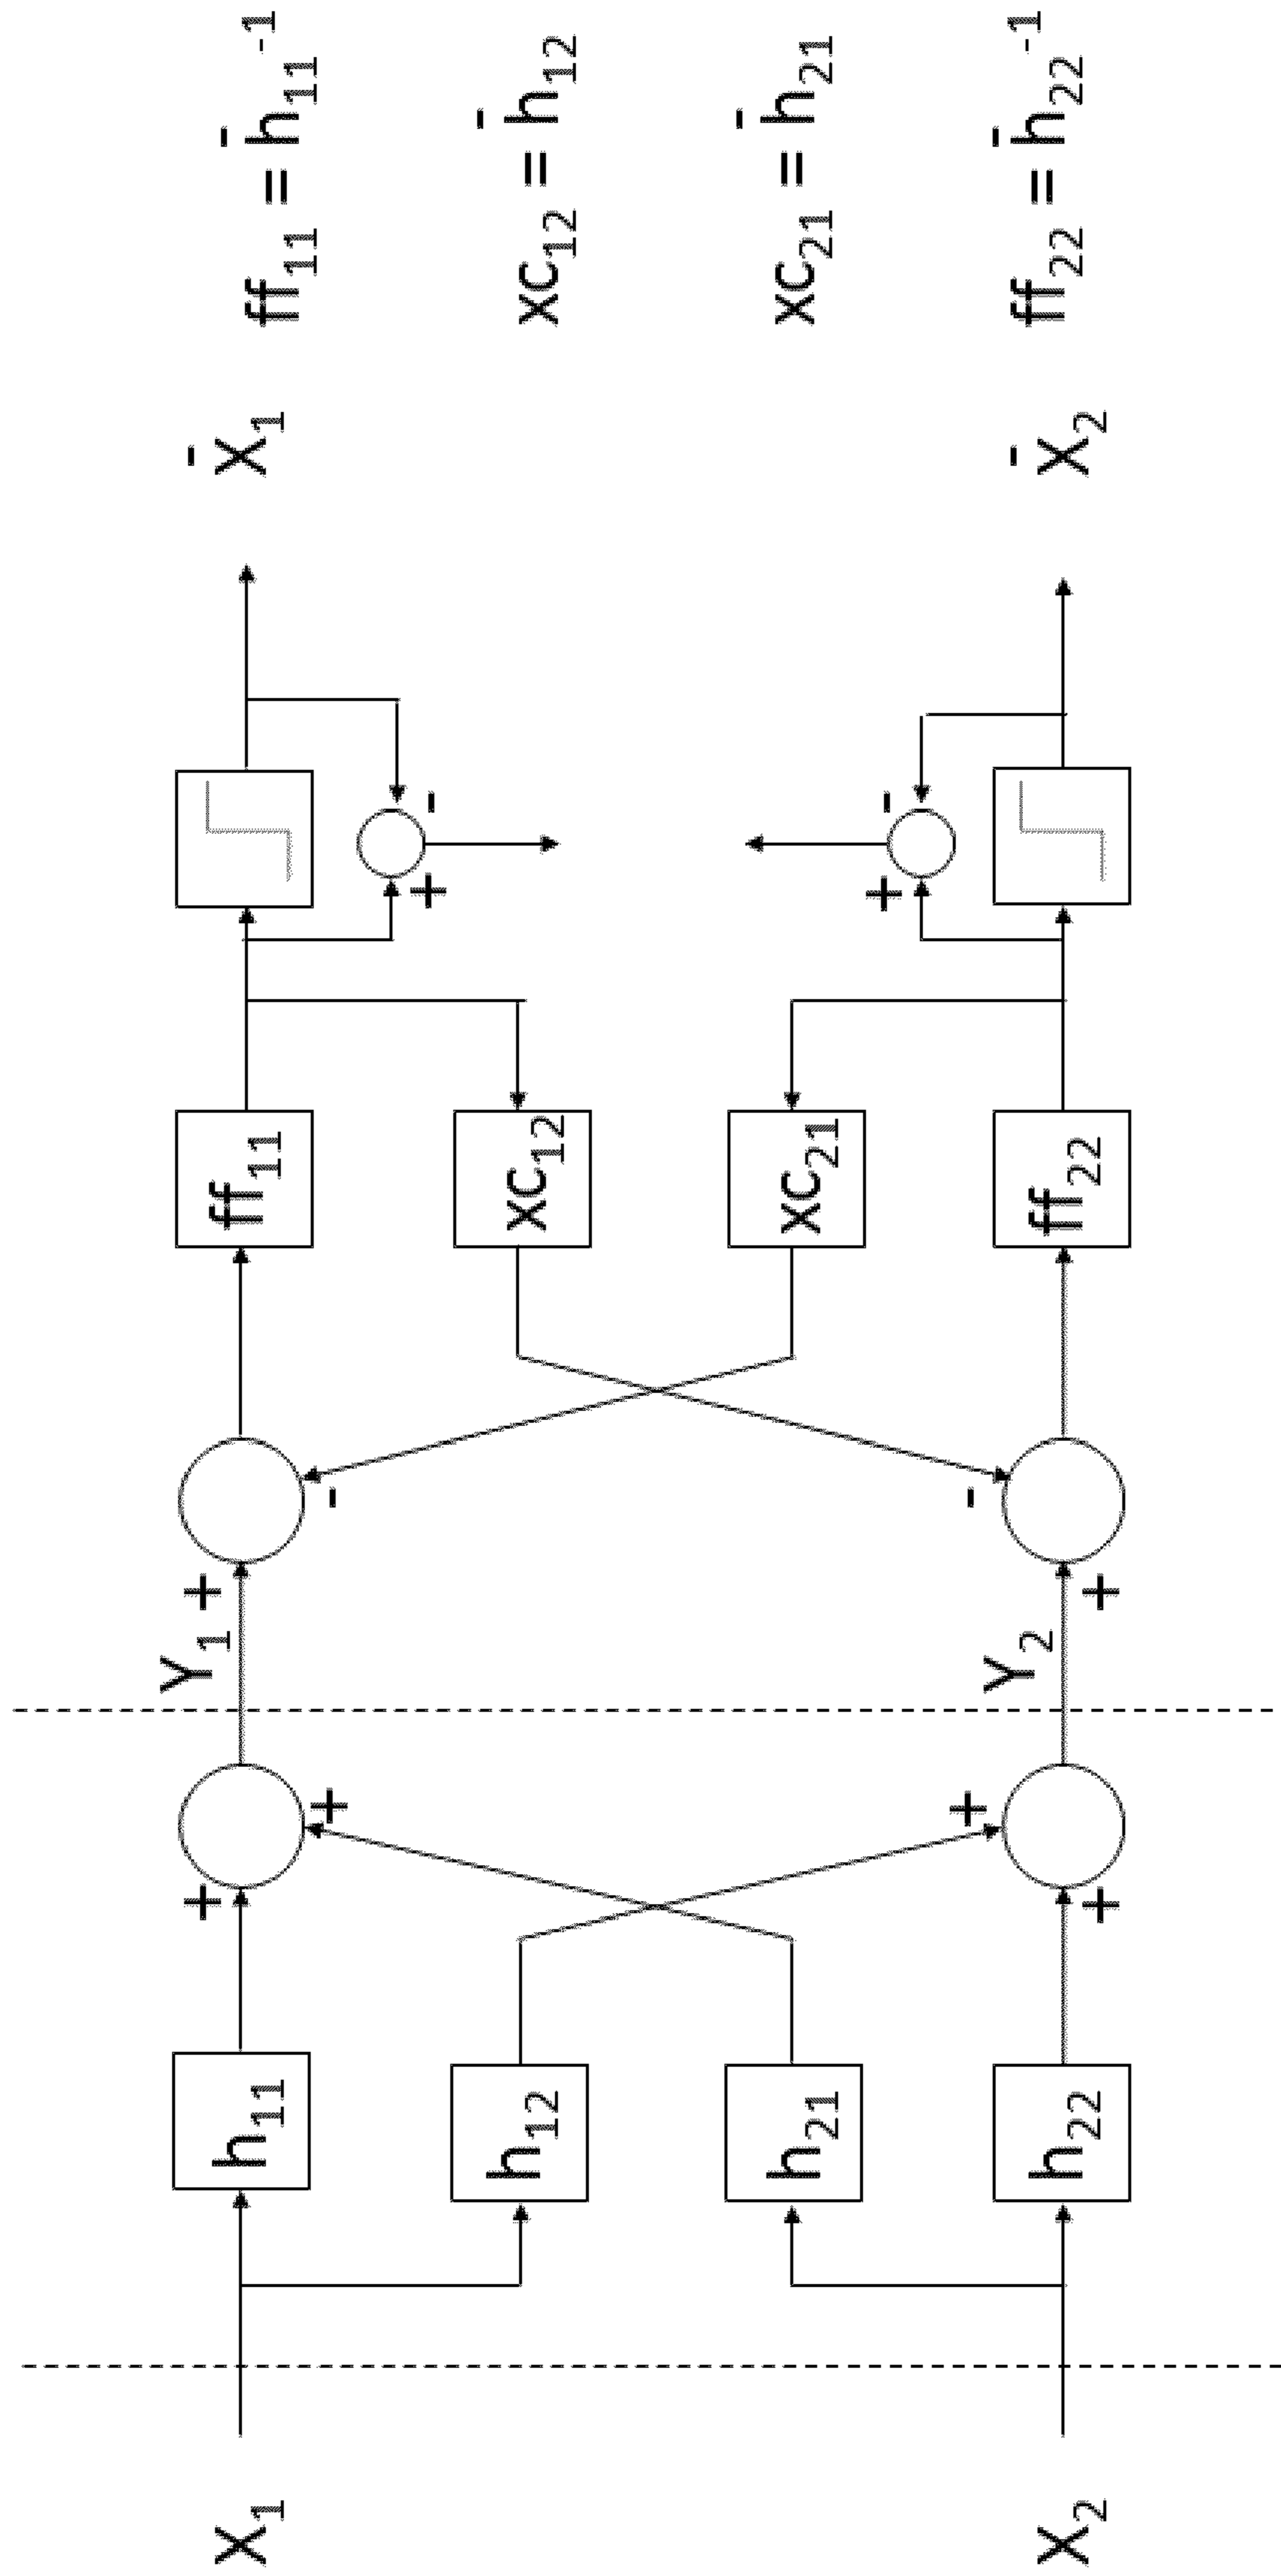 X₁
X₂
h₁₁
h₁₂
h₂₁
h₂₂
+
+
+
+
Y₁
Y₂
+
-
-
+
ff₁₁
xc₁₂
xc₂₁
ff₂₂
+
-
+
-
X̄₁
X̄₂
ff₁₁ = h̄₁₁⁻¹
xc₁₂ = h̄₁₂
xc₂₁ = h̄₂₁
ff₂₂ = h̄₂₂⁻¹